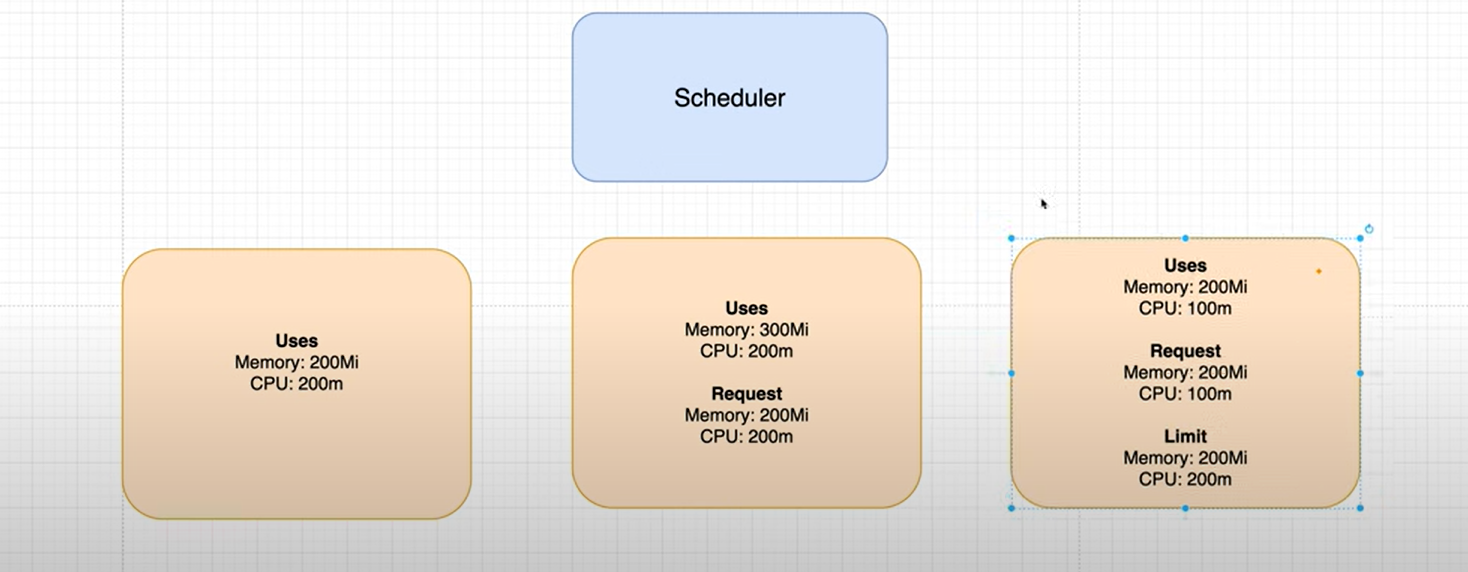 Scheduler
Uses
Memory: 200Mi
CPU: 200m
Uses
Memory: 300Mi
CPU: 200m
Request
Memory: 200Mi
CPU: 200m
Uses
Memory: 200Mi
CPU: 100m
Request
Memory: 200Mi
CPU: 100m
Limit
Memory: 200Mi
CPU: 200m